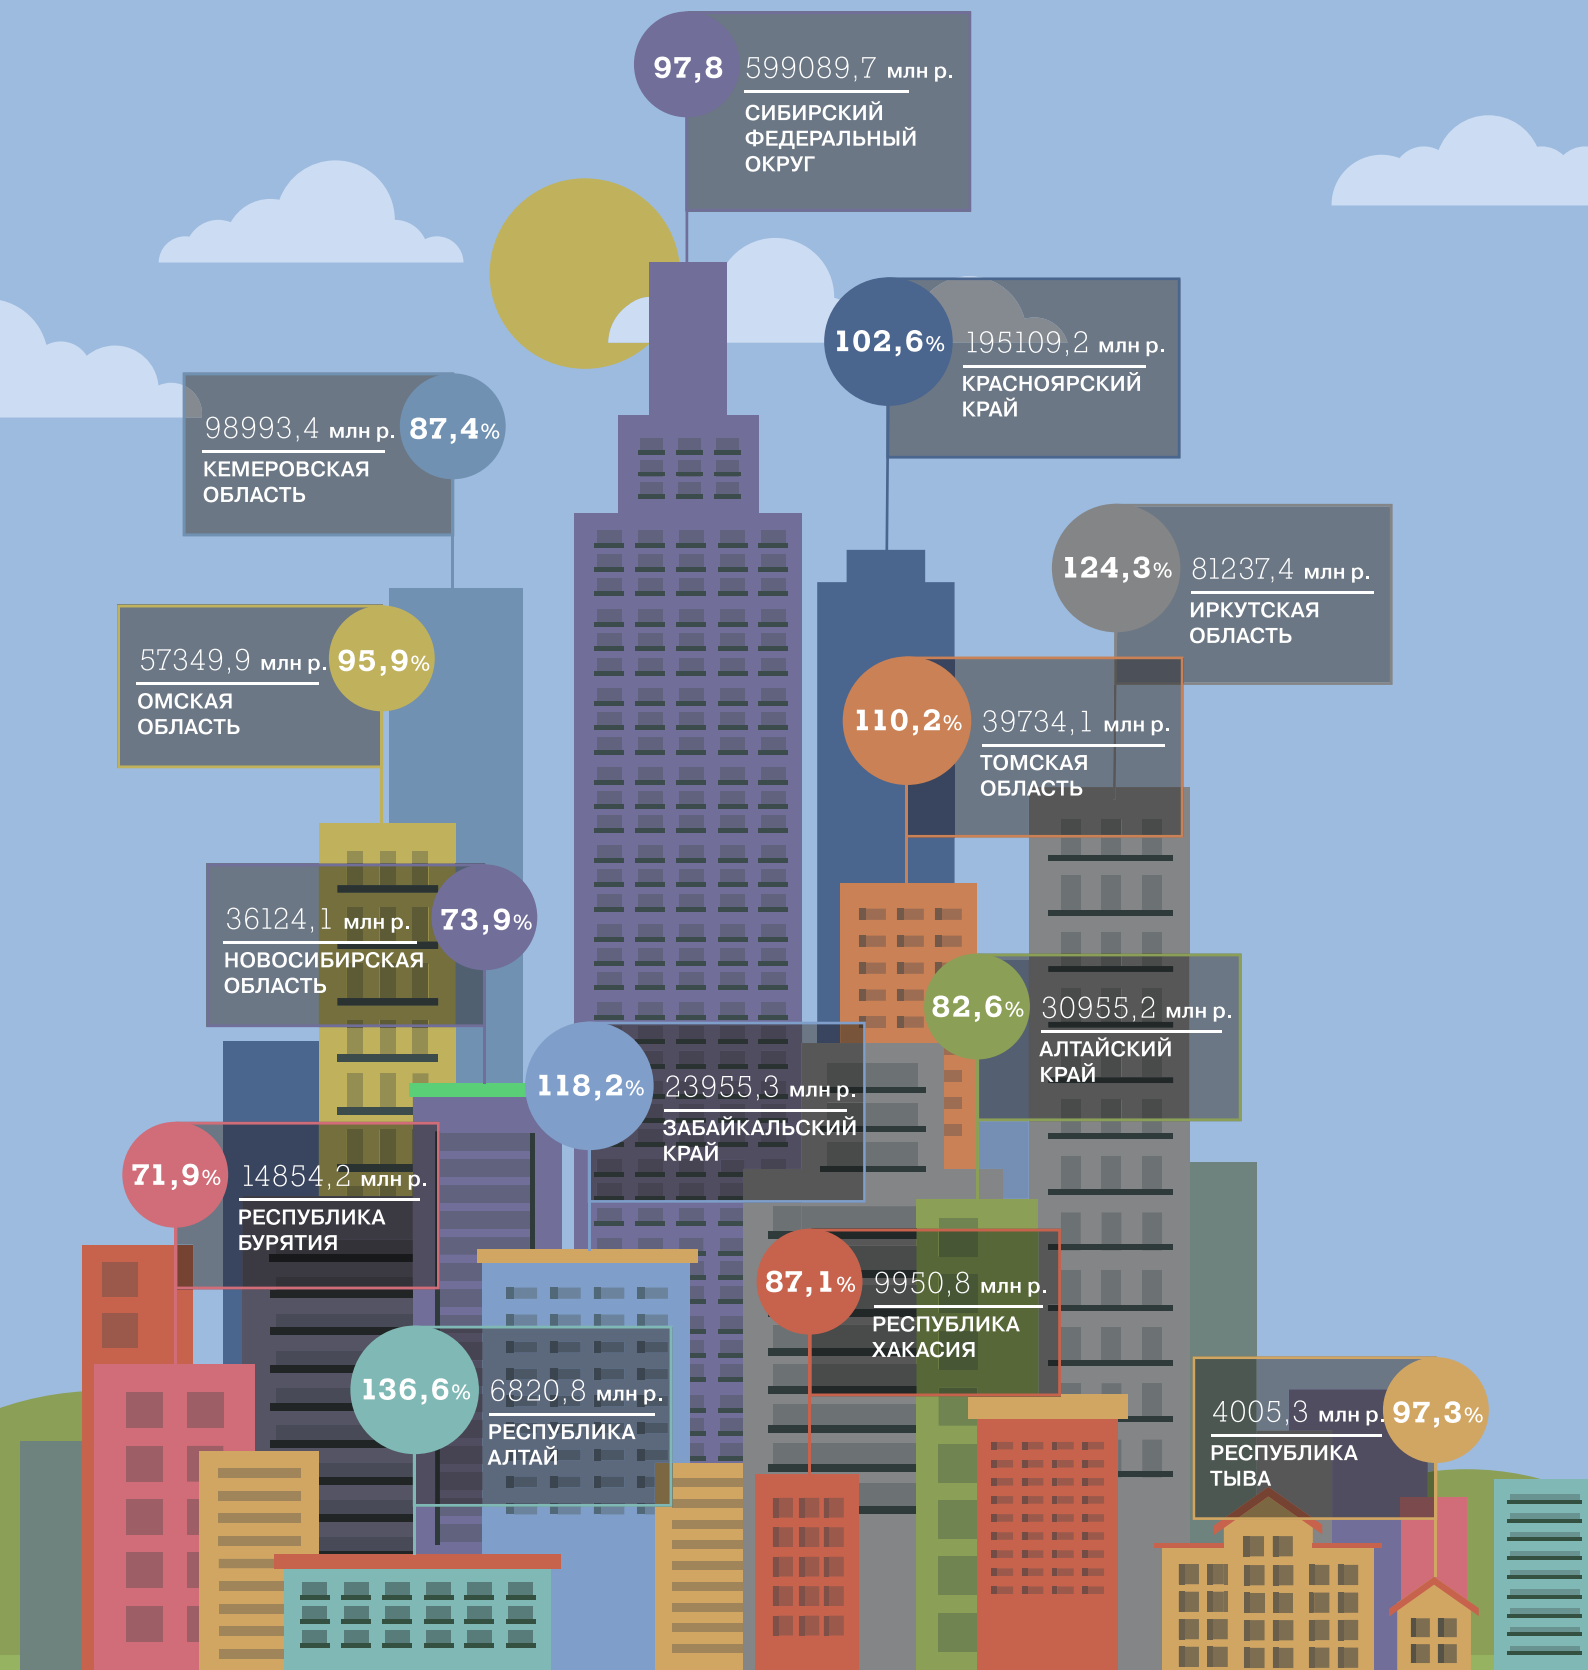 97,8 599089,7 млн р.
СИБИРСКИЙ
ФЕДЕРАЛЬНЫЙ
ОКРУГ
102,6% 195109,2 млн р.
КРАСНОЯРСКИЙ
КРАЙ
98993,4 млн р. 87,4%
КЕМЕРОВСКАЯ
ОБЛАСТЬ
124,3% 81237,4 млн р.
ИРКУТСКАЯ
ОБЛАСТЬ
57349,9 млн р. 95,9%
ОМСКАЯ
ОБЛАСТЬ
110,2% 39734,1 млн р.
ТОМСКАЯ
ОБЛАСТЬ
36124,1 млн р. 73,9%
НОВОСИБИРСКАЯ
ОБЛАСТЬ
82,6% 30955,2 млн р.
АЛТАЙСКИЙ
КРАЙ
118,2% 23955,3 млн р.
ЗАБАЙКАЛЬСКИЙ
КРАЙ
71,9% 14854,2 млн р.
РЕСПУБЛИКА
БУРЯТИЯ
87,1% 9950,8 млн р.
РЕСПУБЛИКА
ХАКАСИЯ
136,6% 6820,8 млн р.
РЕСПУБЛИКА
АЛТАЙ
4005,3 млн р. 97,3%
РЕСПУБЛИКА
ТЫВА